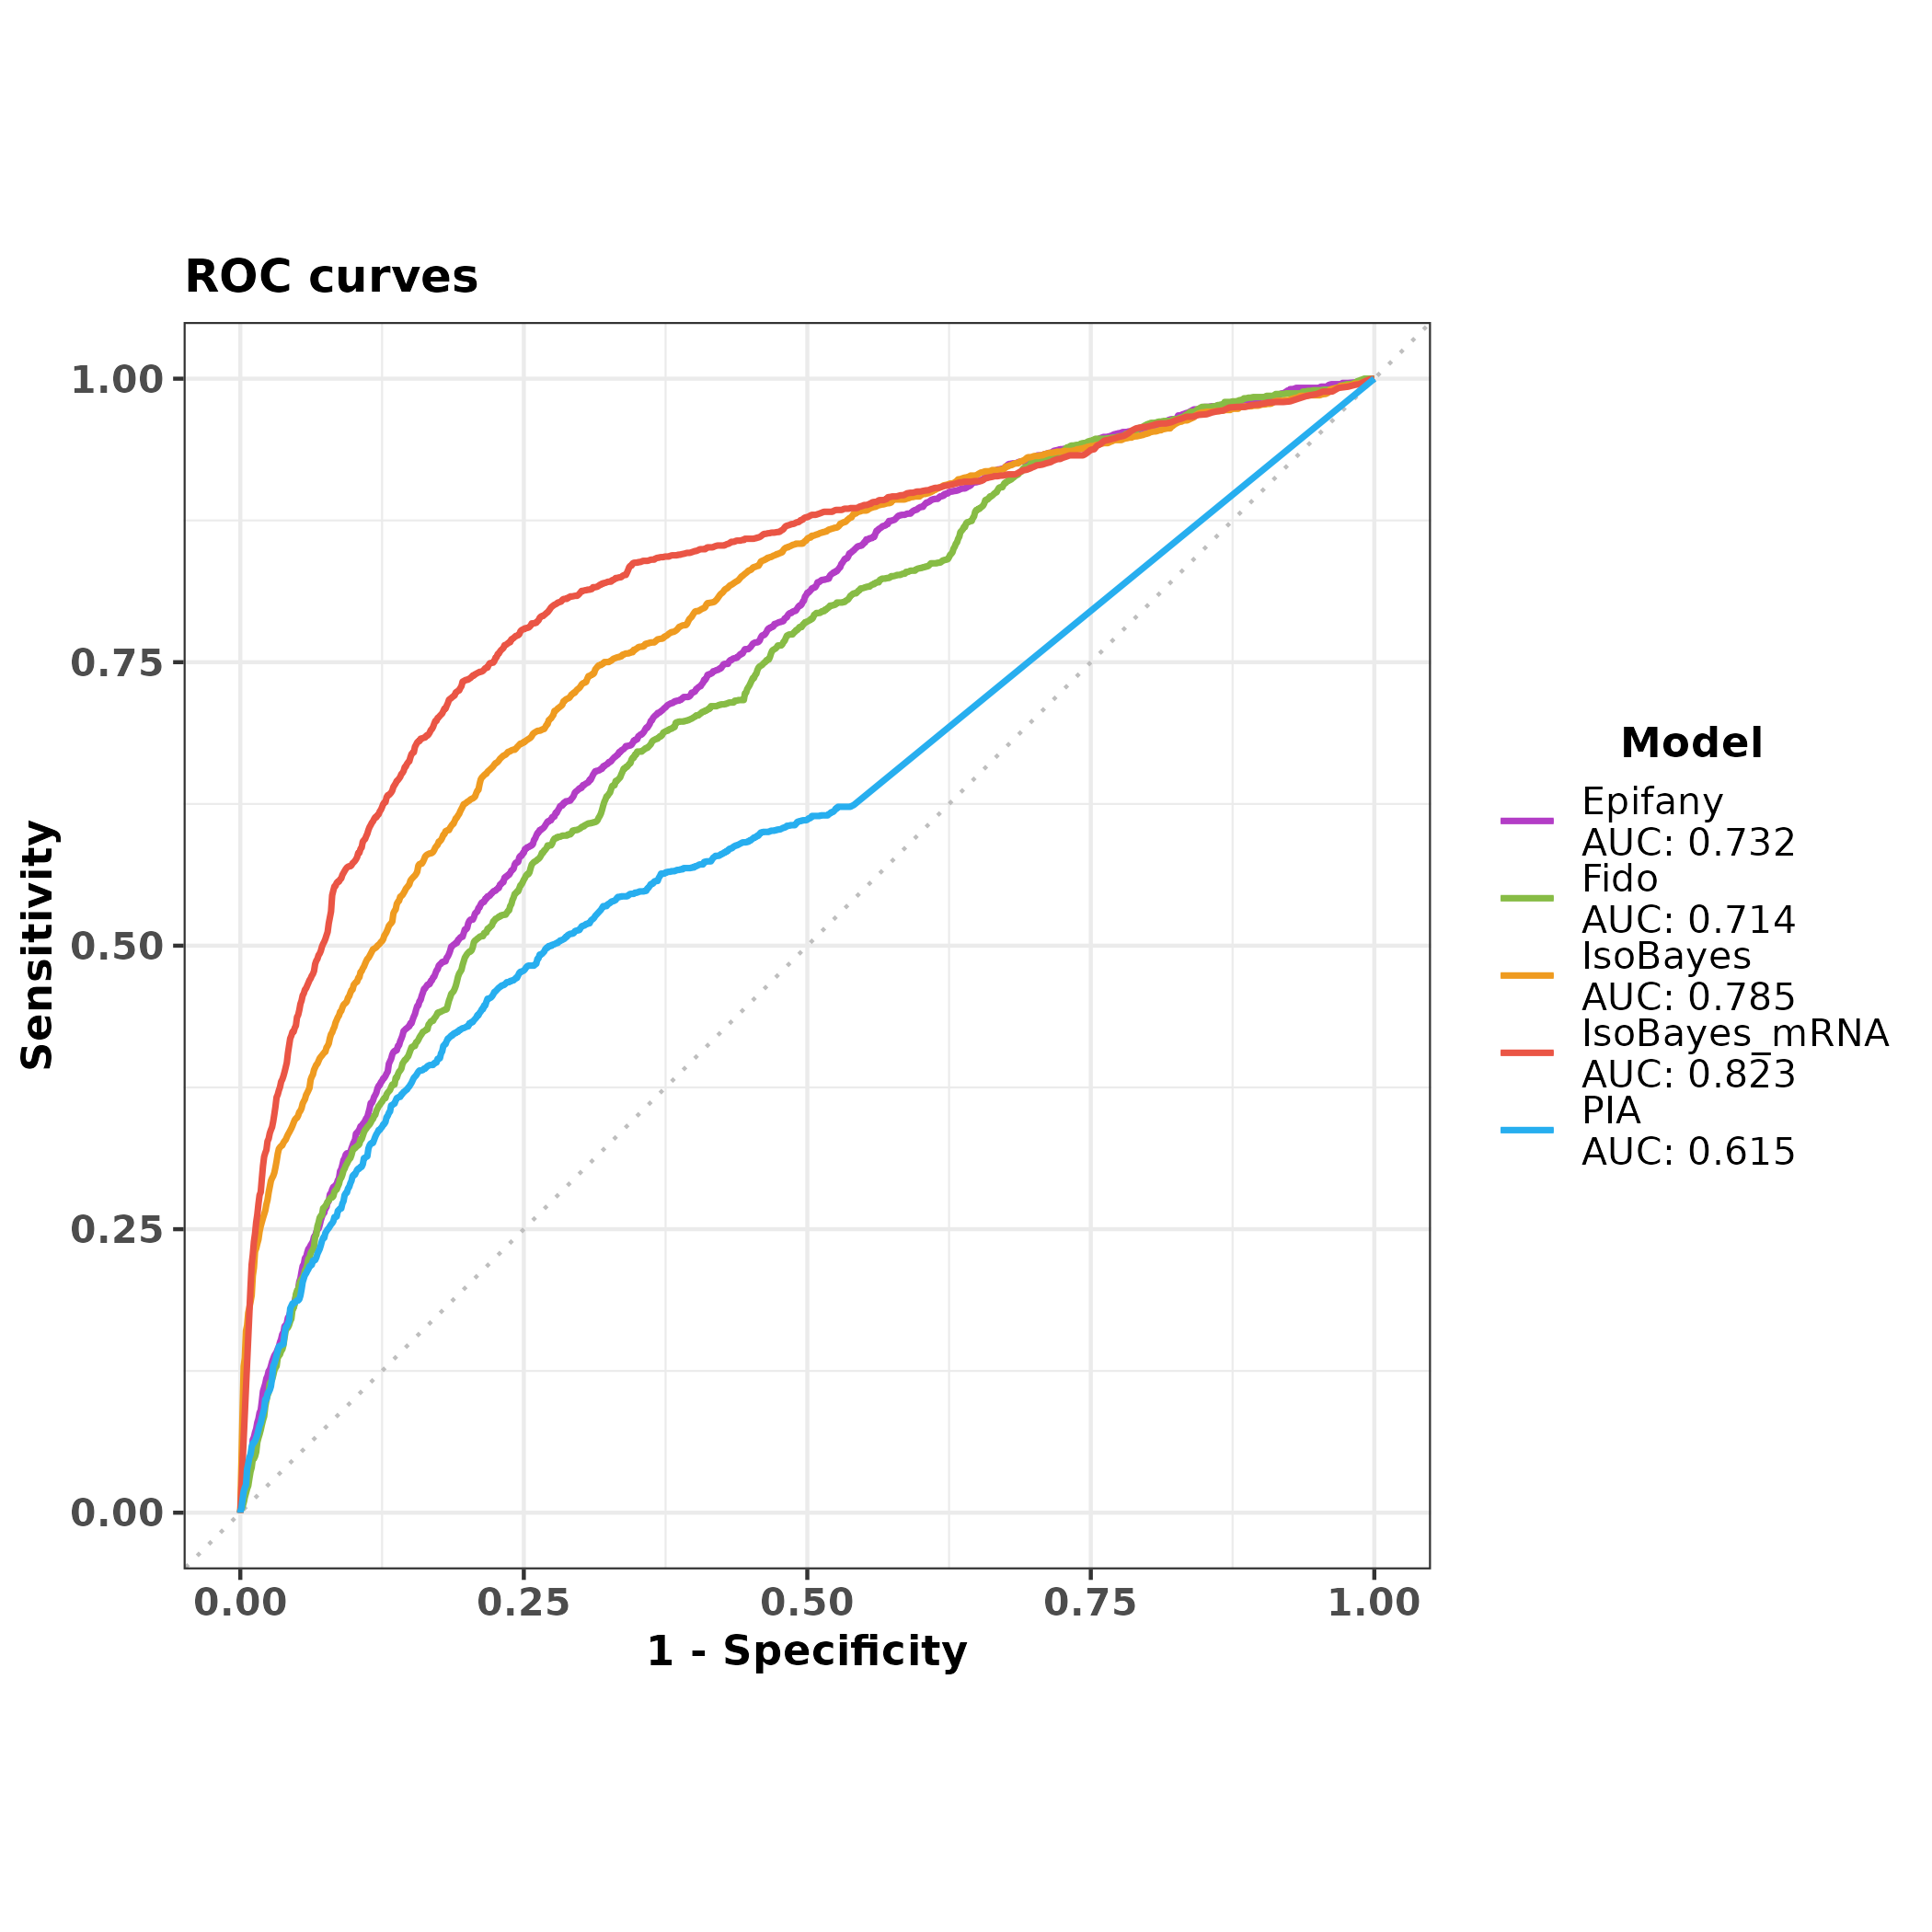 ROC curves
1.00
0.75
0.50
0.25
0.00
Sensitivity
0.00 0.25 0.50 0.75 1.00
1 - Specificity
Model
Epifany
AUC: 0.732
Fido
AUC: 0.714
IsoBayes
AUC: 0.785
IsoBayes_mRNA
AUC: 0.823
PIA
AUC: 0.615